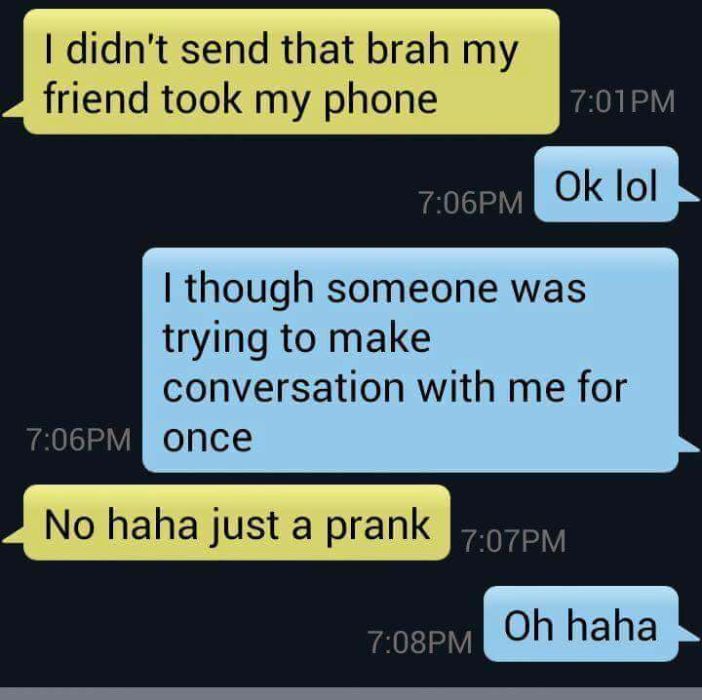 I didn't send that brah my
friend took my phone
7:01PM
Ok lol
7:06PM
I though someone was
trying to make
conversation with me for
once
7:06PM
No haha just a prank
7:07PM
Oh haha
7:08PM